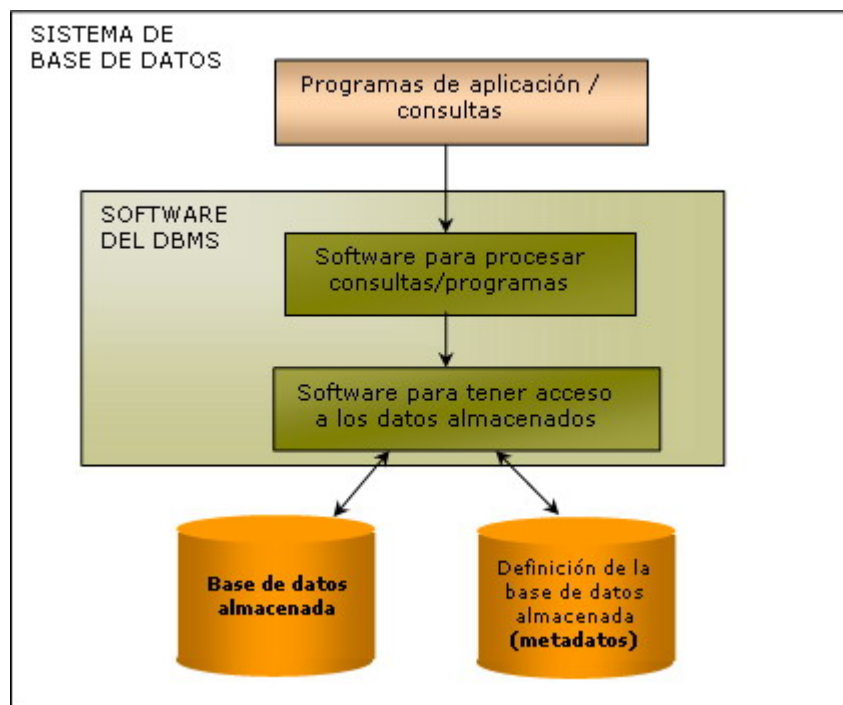 SISTEMA DE
BASE DE DATOS
Programas de aplicación /
consultas
SOFTWARE
DEL DBMS
Software para procesar
consultas/programas
Software para tener acceso
a los datos almacenados
Base de datos
almacenada
Definición de la
base de datos
almacenada
(metadatos)